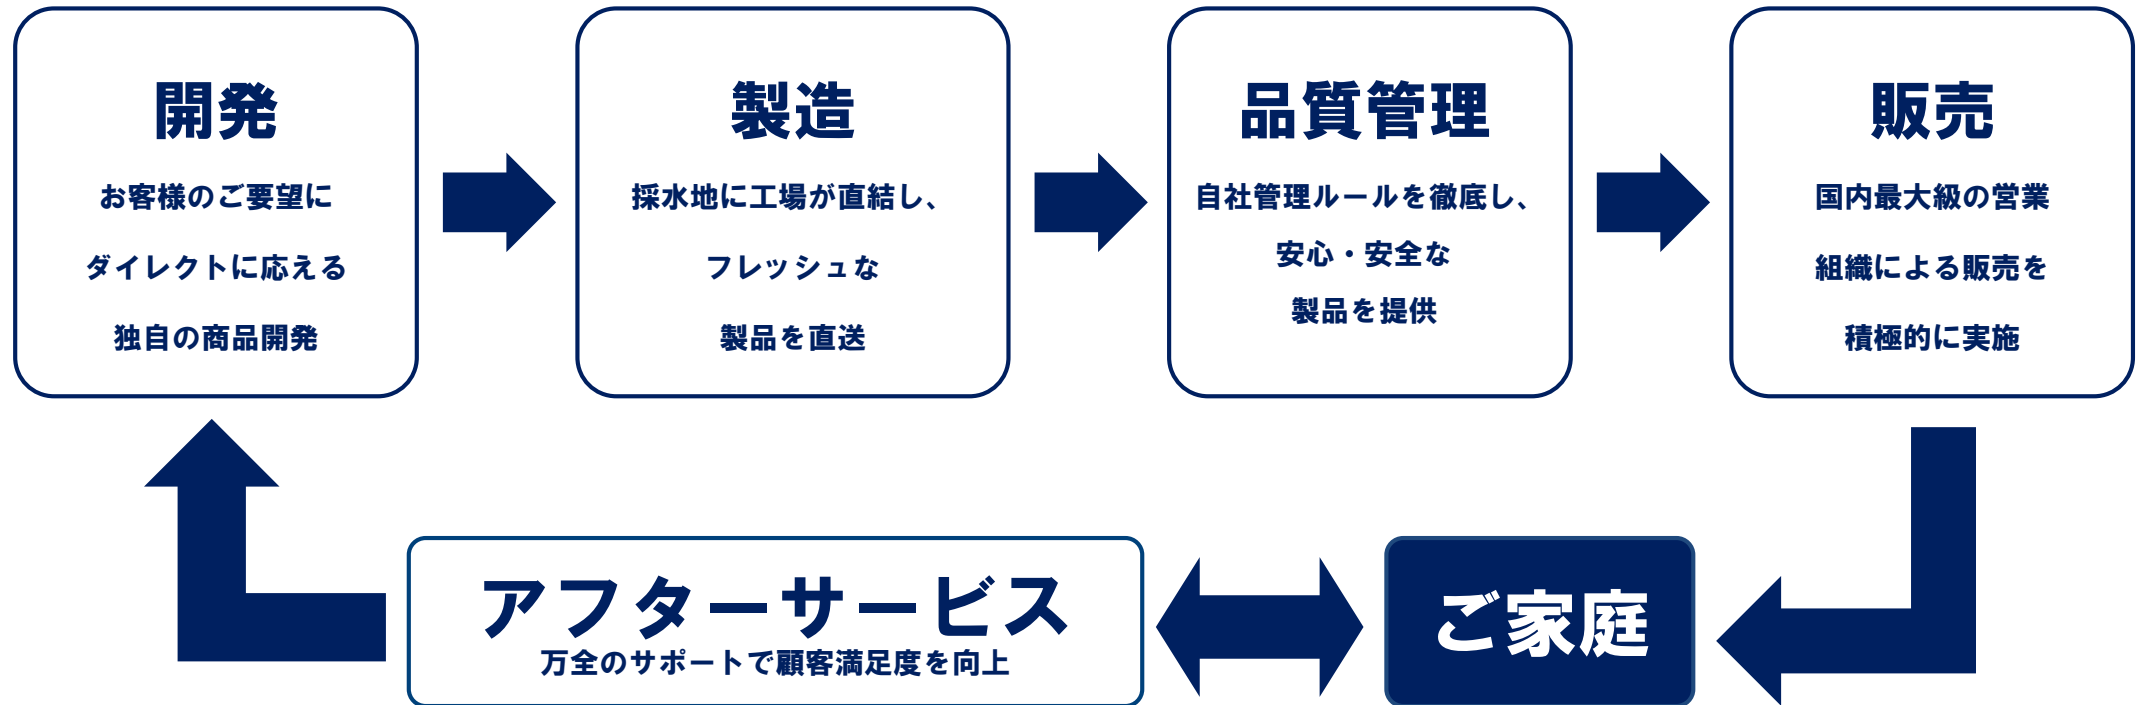 開発
お客様のご要望に
ダイレクトに応える
独自の商品開発
製造
採水地に工場が直結し、
フレッシュな
製品を直送
品質管理
自社管理ルールを徹底し、
安心・安全な
製品を提供
販売
国内最大級の営業
組織による販売を
積極的に実施
アフターサービス
万全のサポートで顧客満足度を向上
ご家庭